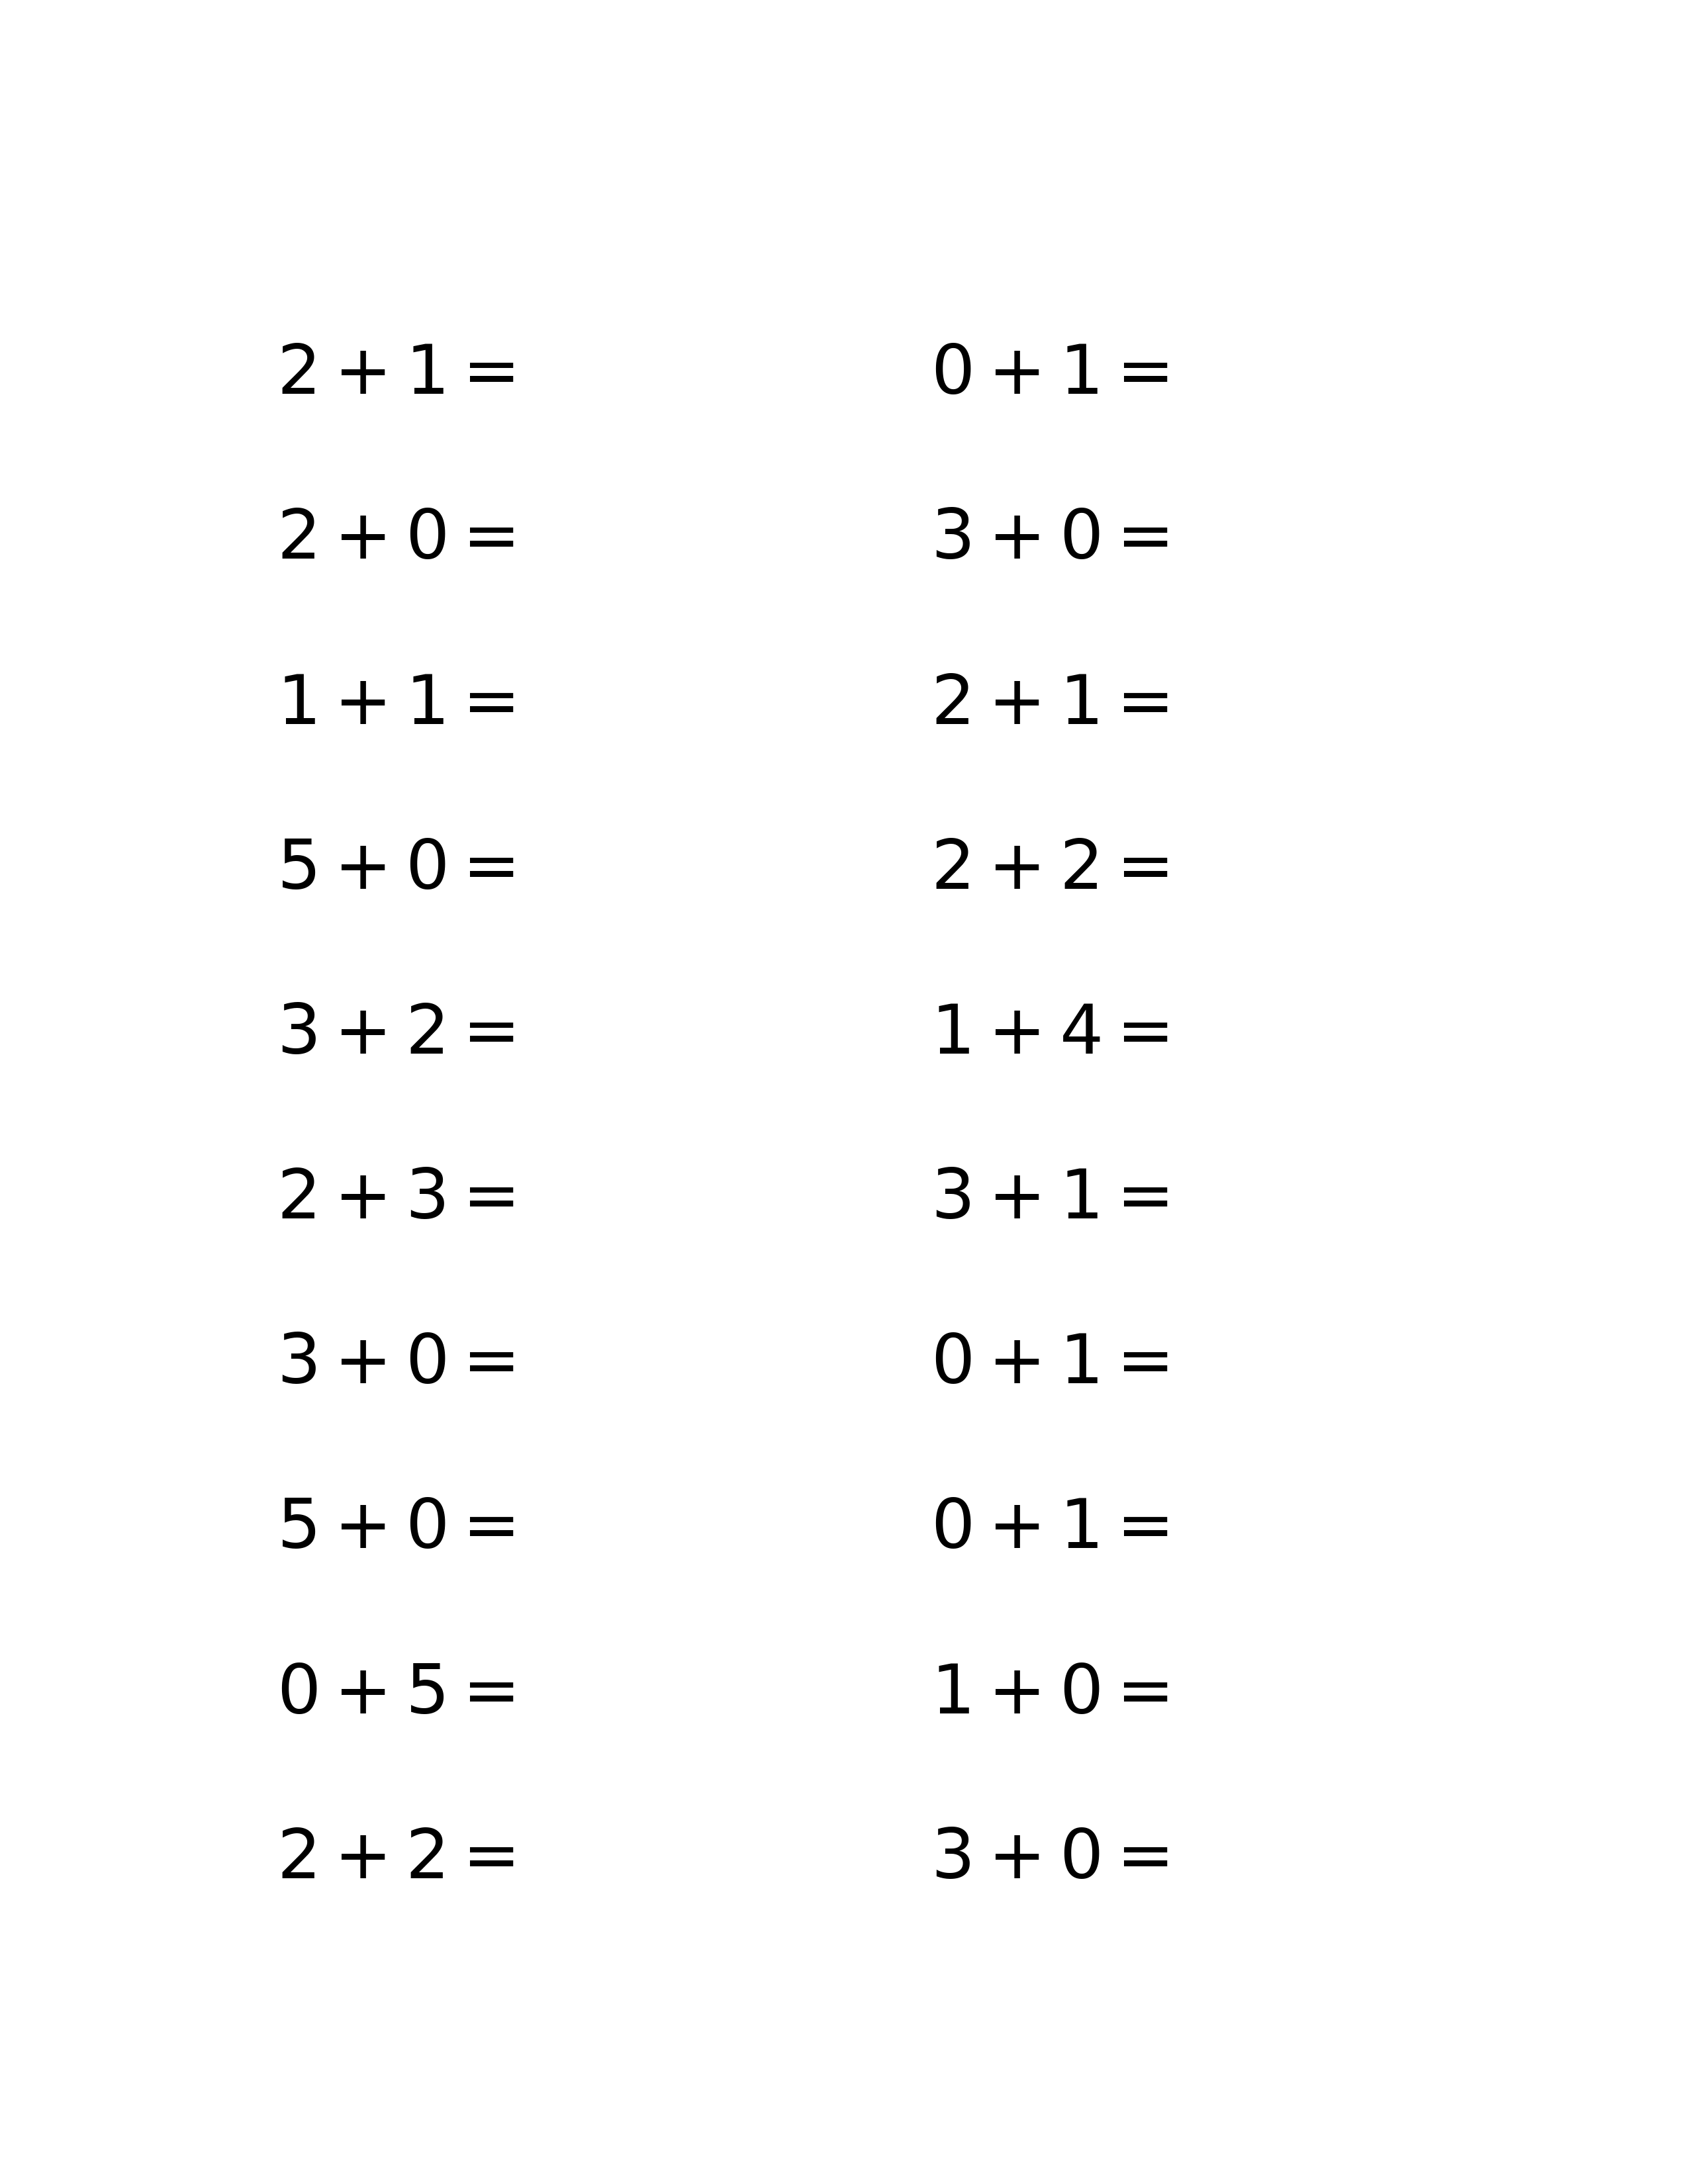 2 + 1 = 0 + 1 =
2 + 0 = 3 + 0 =
1 + 1 = 2 + 1 =
5 + 0 = 2 + 2 =
3 + 2 = 1 + 4 =
2 + 3 = 3 + 1 =
3 + 0 = 0 + 1 =
5 + 0 = 0 + 1 =
0 + 5 = 1 + 0 =
2 + 2 = 3 + 0 =